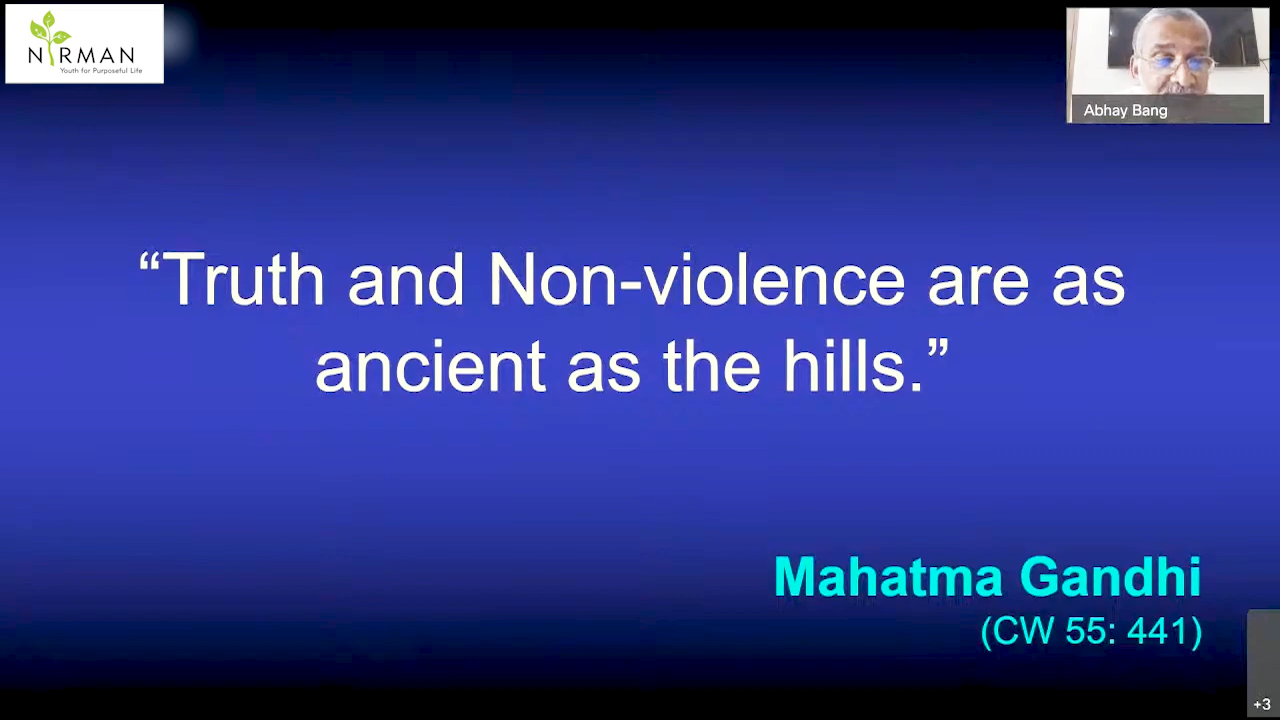 NIRMAN
Youth for Purposeful Life
Abhay Bang
“Truth and Non-violence are as
ancient as the hills.”
Mahatma Gandhi
(CW 55: 441)
+3